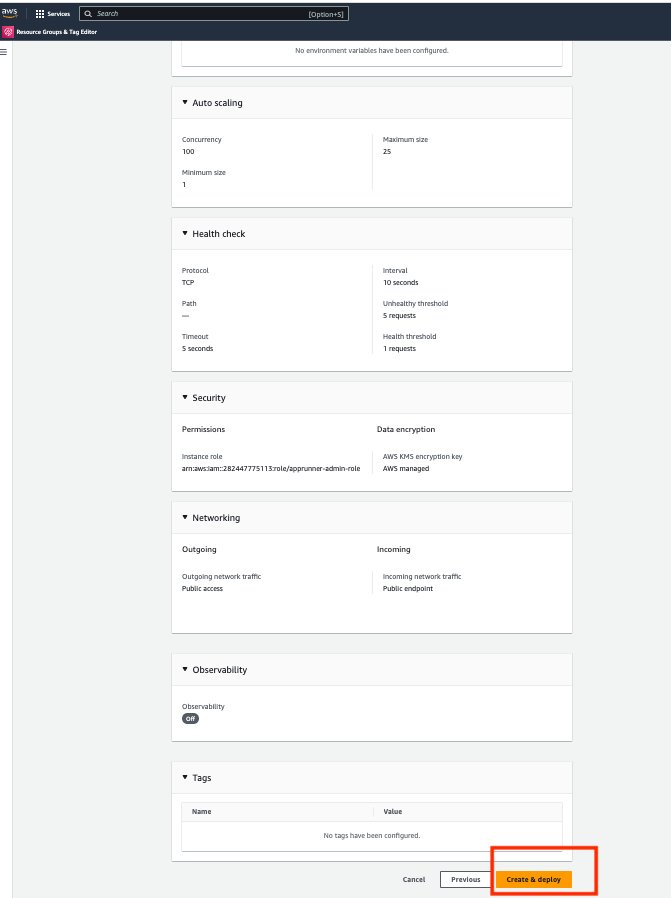 aws
Services
Search
[Option+S]
Resource Groups & Tag Editor
No environment variables have been configured.
Auto scaling
Concurrency
100
Maximum size
25
Minimum size
1
Health check
Protocol
TCP
Interval
10 seconds
Path
—
Unhealthy threshold
5 requests
Timeout
5 seconds
Health threshold
1 requests
Security
Permissions
Data encryption
Instance role
arn:aws:iam::282447775113:role/apprunner-admin-role
AWS KMS encryption key
AWS managed
Networking
Outgoing
Incoming
Outgoing network traffic
Public access
Incoming network traffic
Public endpoint
Observability
Observability
Off
Tags
Name
Value
No tags have been configured.
Cancel
Previous
Create & deploy